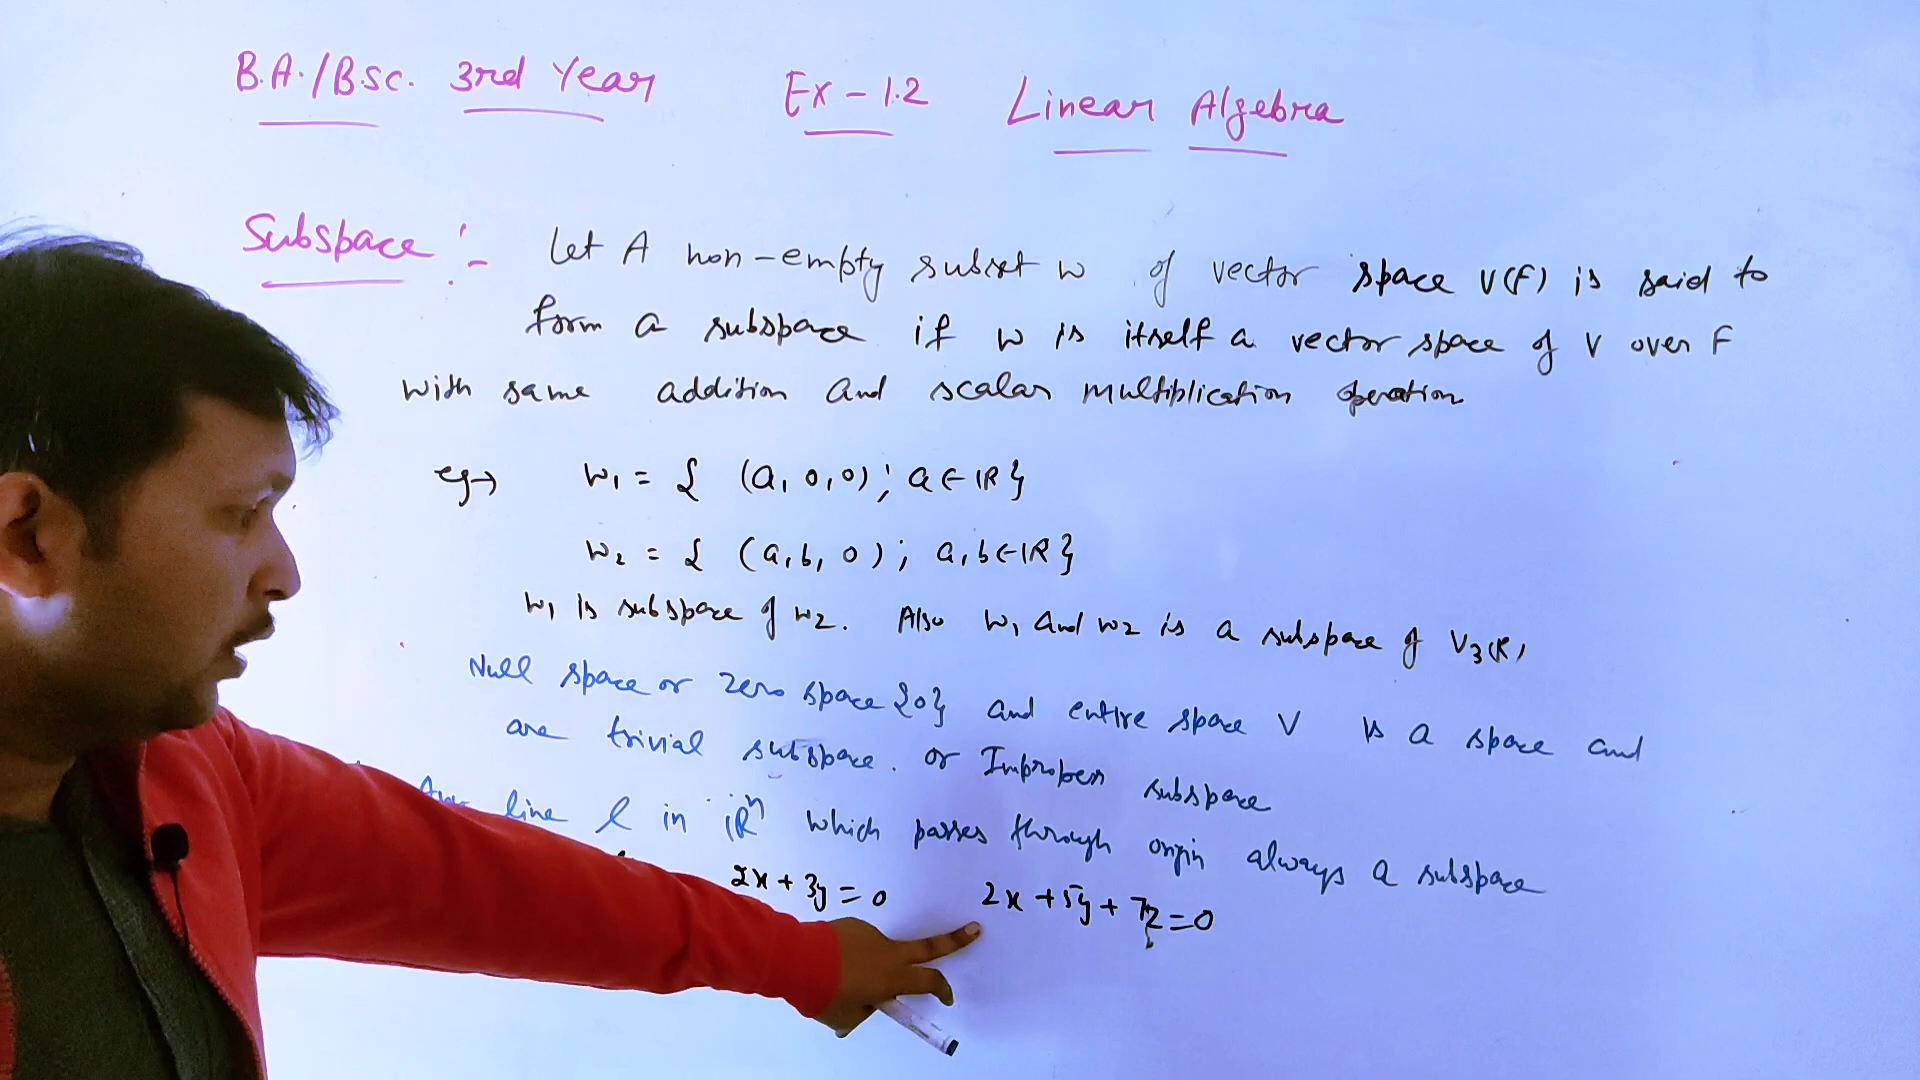 B.A./B.Sc. 3rd Year Ex - 1.2 Linear Algebra
Subspace :- Let A non-empty subset W of vector space V(F) is said to
form a subspace if W is itself a vector space of V over F
with same addition and scalar multiplication operation
eg→ W₁ = { (a, 0, 0) ; a ∈ IR }
W₂ = { (a, b, 0) ; a, b ∈ IR }
W₁ is subspace of W₂. Also W₁ and W₂ is a subspace of V₃(R)
Null space or zero space {0} and entire space V is a space and
are trivial subspace. or Improper subspace
line l in IRⁿ which passes through origin always a subspace
2x + 3y = 0 2x + 5y + 7z = 0